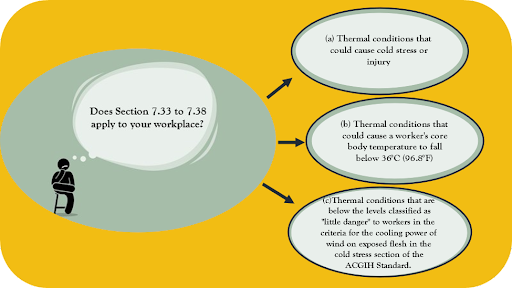 Does Section 7.33 to 7.38
apply to your workplace?
(a) Thermal conditions that
could cause cold stress or
injury
(b) Thermal conditions that
could cause a worker's core
body temperature to fall
below 36°C (96.8°F)
(c)Thermal conditions that are
below the levels classified as
"little danger" to workers in the
criteria for the cooling power of
wind on exposed flesh in the
cold stress section of the
ACGIH Standard.